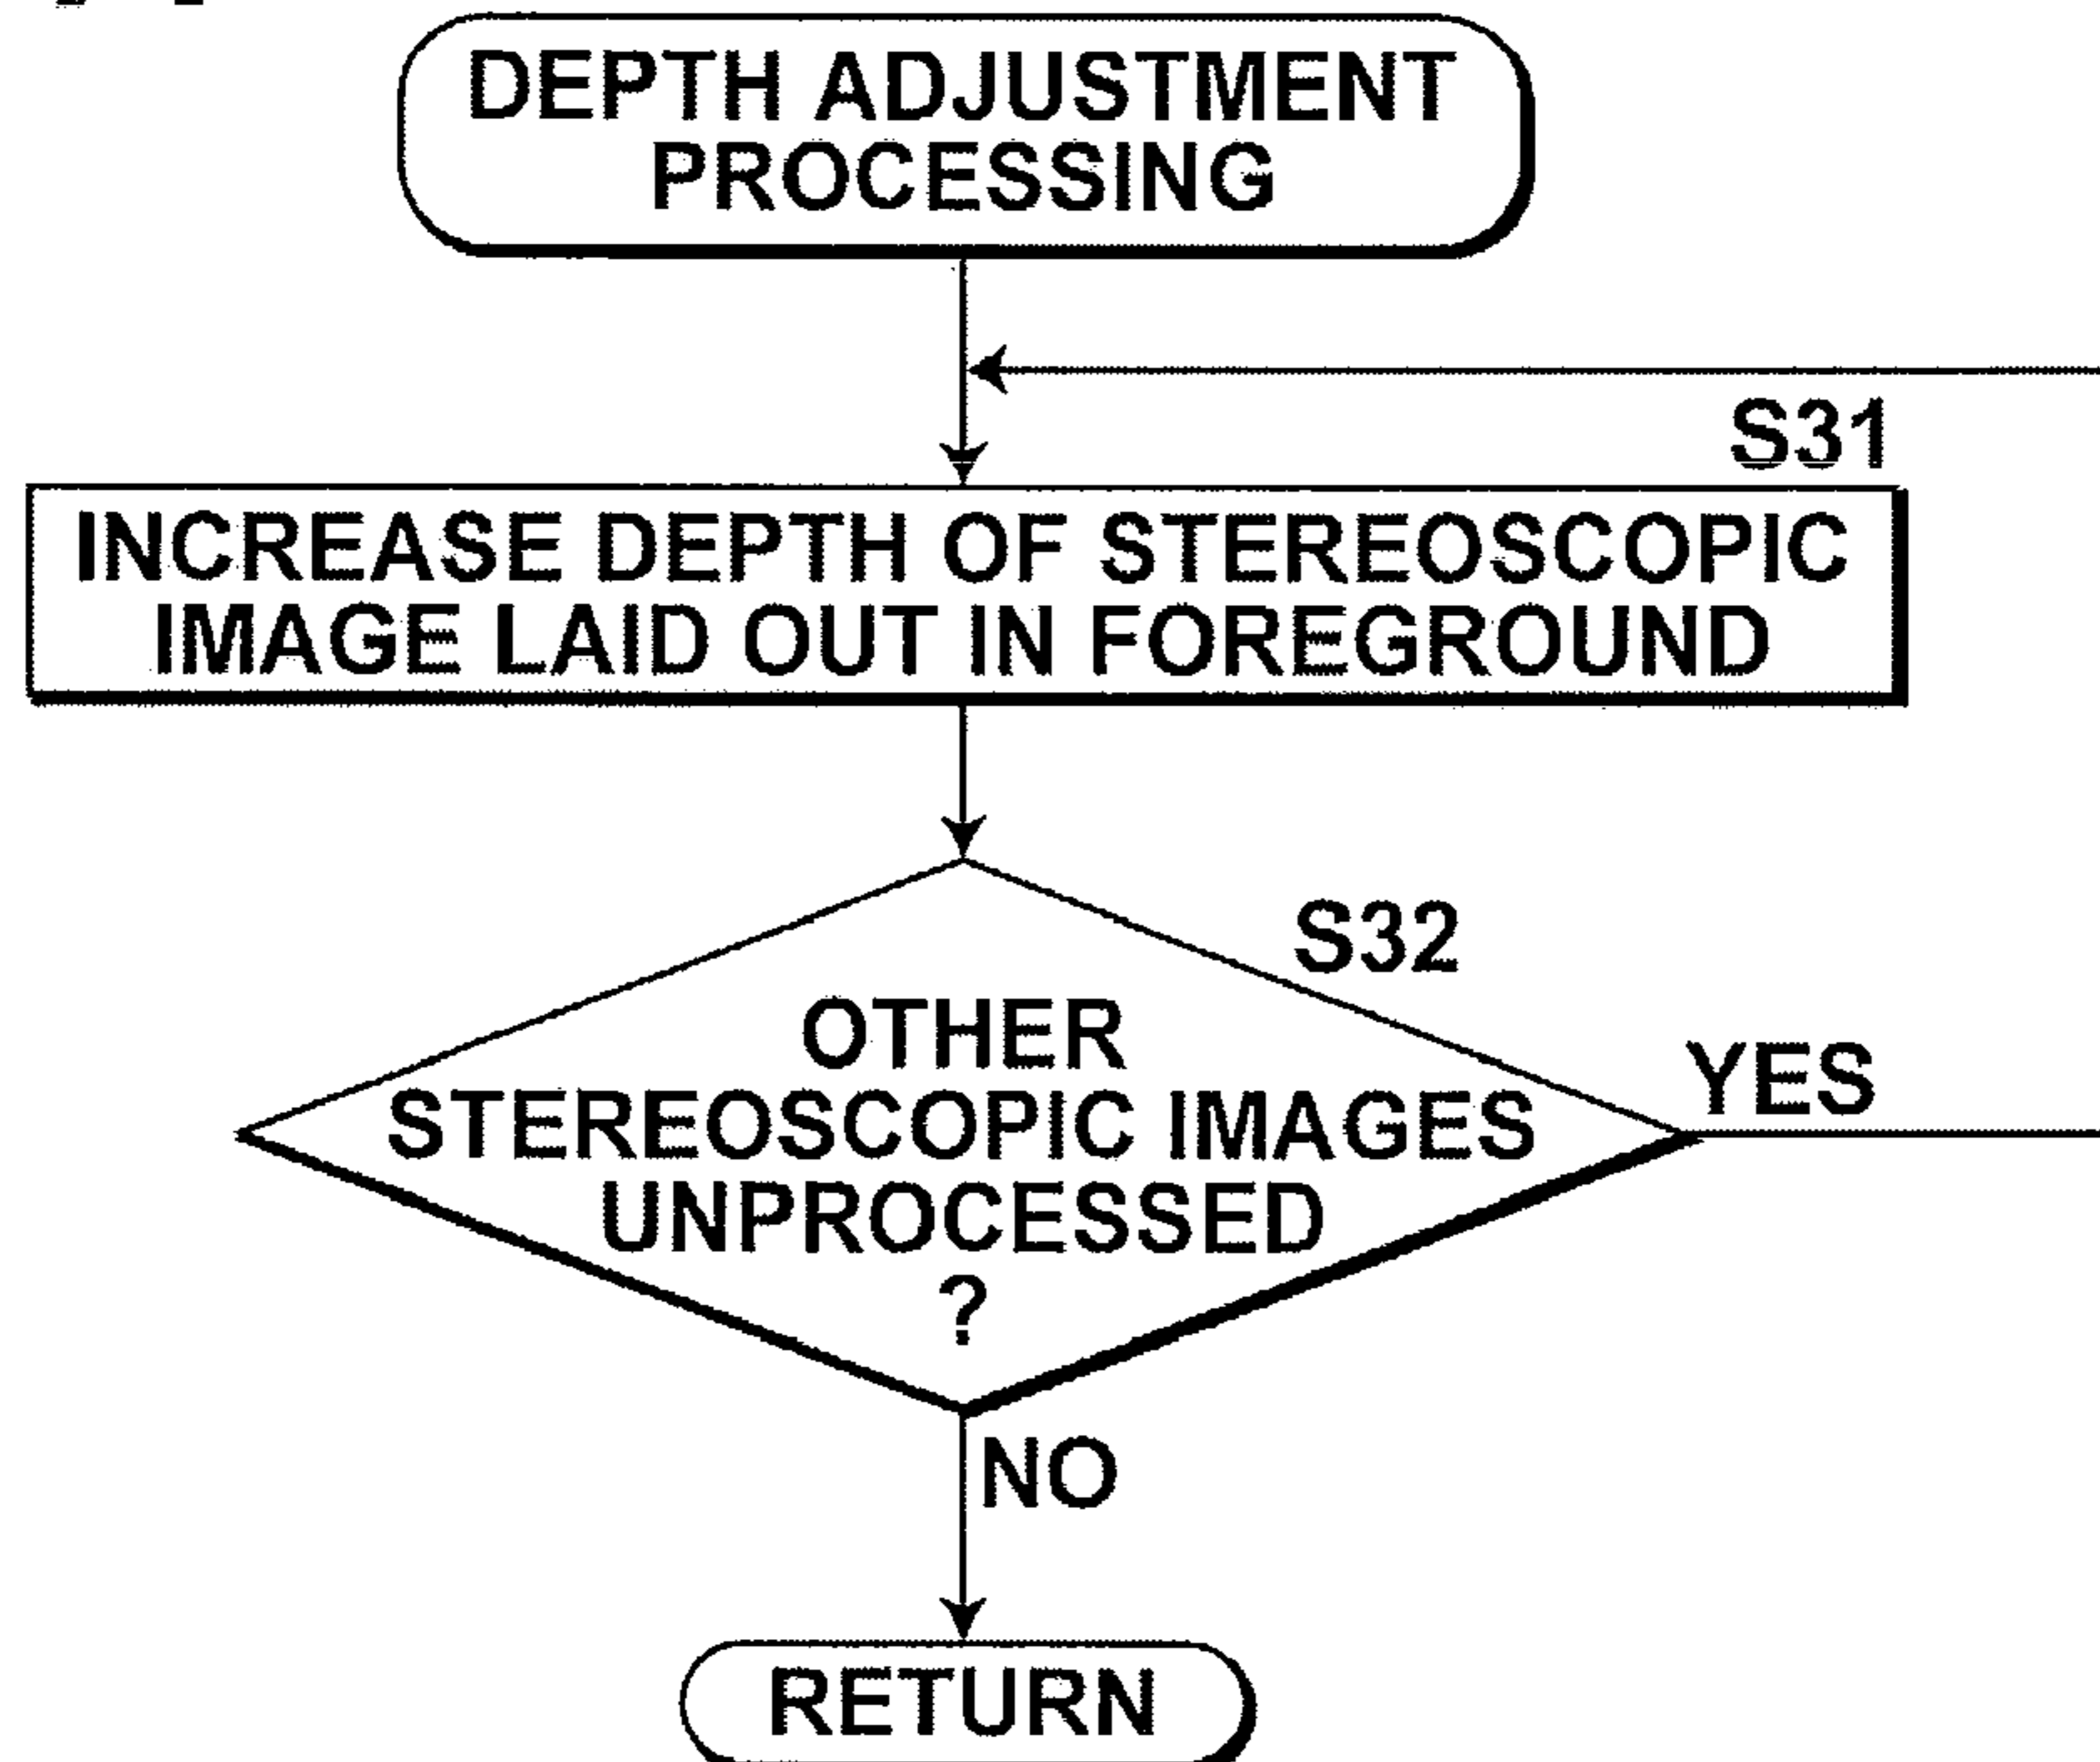 DEPTH ADJUSTMENT
PROCESSING
S31
INCREASE DEPTH OF STEREOSCOPIC
IMAGE LAID OUT IN FOREGROUND
S32
OTHER
STEREOSCOPIC IMAGES
UNPROCESSED
?
YES
NO
RETURN